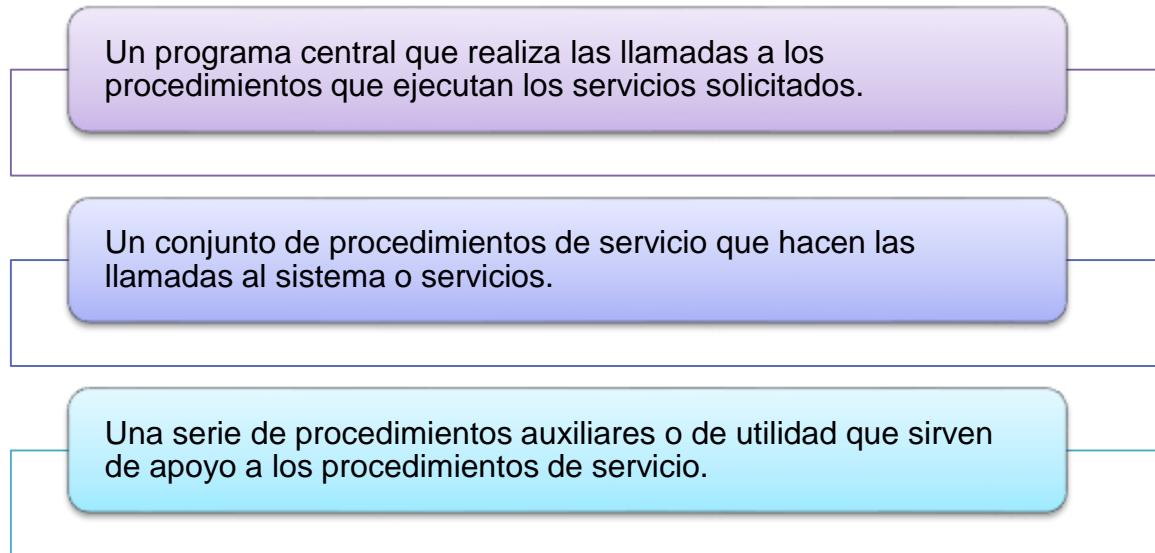 Un programa central que realiza las llamadas a los
procedimientos que ejecutan los servicios solicitados.
Un conjunto de procedimientos de servicio que hacen las
llamadas al sistema o servicios.
Una serie de procedimientos auxiliares o de utilidad que sirven
de apoyo a los procedimientos de servicio.